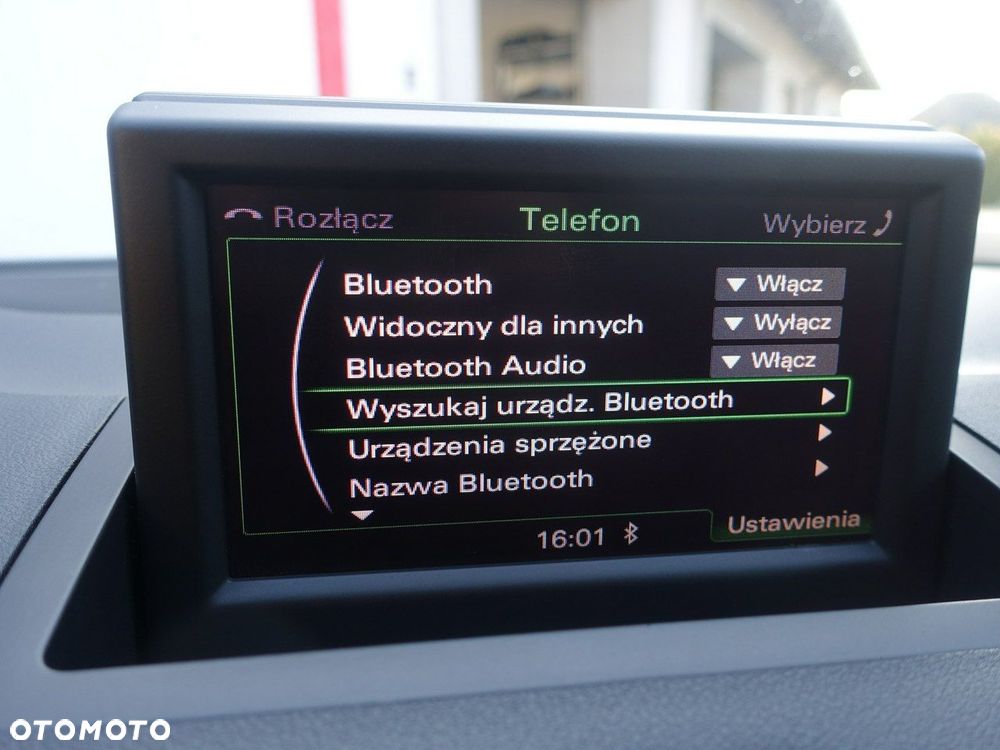 Rozłącz Telefon Wybierz
Bluetooth Włącz
Widoczny dla innych Wyłącz
Bluetooth Audio Włącz
Wyszukaj urządz. Bluetooth
Urządzenia sprzężone
Nazwa Bluetooth
16:01 Ustawienia
OTOMOTO